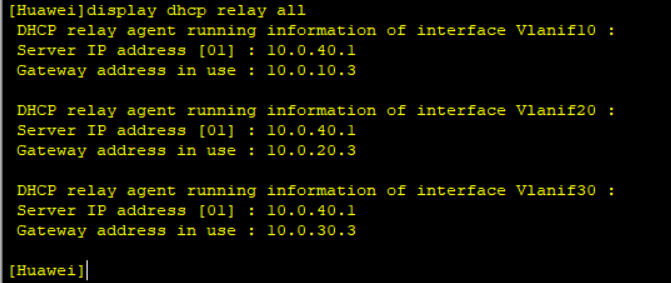 [Huawei]display dhcp relay all
DHCP relay agent running information of interface Vlanif10 :
Server IP address [01] : 10.0.40.1
Gateway address in use : 10.0.10.3
DHCP relay agent running information of interface Vlanif20 :
Server IP address [01] : 10.0.40.1
Gateway address in use : 10.0.20.3
DHCP relay agent running information of interface Vlanif30 :
Server IP address [01] : 10.0.40.1
Gateway address in use : 10.0.30.3
[Huawei]